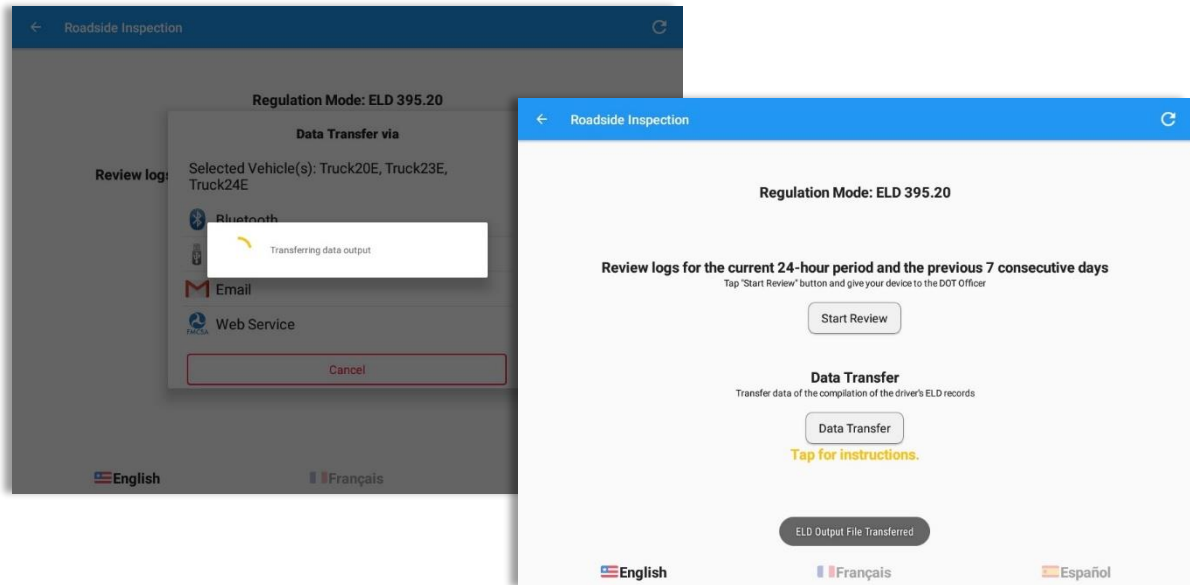 Roadside Inspection
Regulation Mode: ELD 395.20
Data Transfer via
Review logs
Selected Vehicle(s): Truck20E, Truck23E,
Truck24E
Bluetooth
Transferring data output
Email
FMCSA
Web Service
Cancel
English
Français
Roadside Inspection
Regulation Mode: ELD 395.20
Review logs for the current 24-hour period and the previous 7 consecutive days
Tap "Start Review" button and give your device to the DOT Officer
Start Review
Data Transfer
Transfer data of the compilation of the driver's ELD records
Data Transfer
Tap for instructions.
ELD Output File Transferred
English
Français
Español